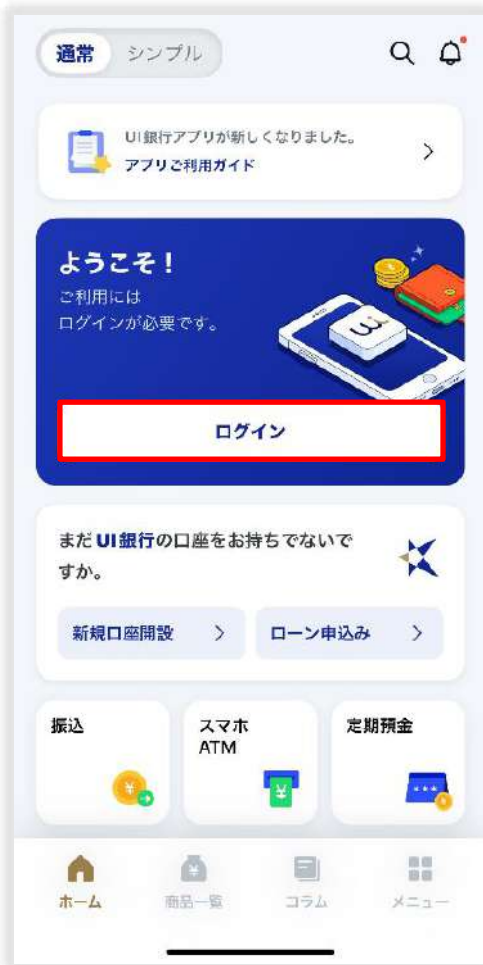 通常 シンプル
UI銀行アプリが新しくなりました。
アプリご利用ガイド
ようこそ！
ご利用には
ログインが必要です。
ui
ログイン
まだUI銀行の口座をお持ちでないで
すか。
新規口座開設 ローン申込み
振込 スマホ 定期預金
ATM
ホーム 商品一覧 コラム メニュー